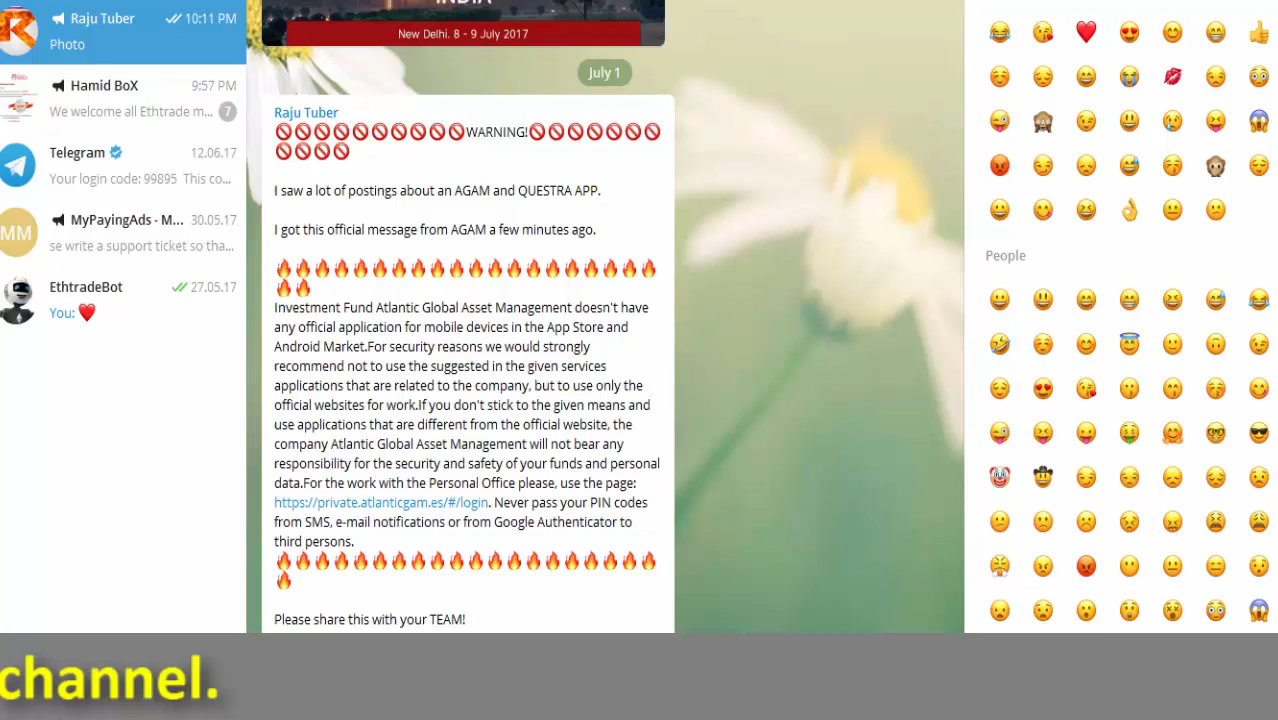 Raju Tuber 10:11 PM
Photo
Hamid BoX 9:57 PM
We welcome all Ethtrade m... 7
Telegram 12.06.17
Your login code: 99895 This co...
MM
MyPayingAds - M... 30.05.17
se write a support ticket so tha...
EthtradeBot 27.05.17
You: ❤️
INDIA
New Delhi. 8 - 9 July 2017
July 1
Raju Tuber
🚫🚫🚫🚫🚫🚫🚫🚫🚫🚫WARNING!🚫🚫🚫🚫🚫🚫🚫
🚫🚫🚫🚫
I saw a lot of postings about an AGAM and QUESTRA APP.
I got this official message from AGAM a few minutes ago.
Investment Fund Atlantic Global Asset Management doesn't have
any official application for mobile devices in the App Store and
Android Market.For security reasons we would strongly
recommend not to use the suggested in the given services
applications that are related to the company, but to use only the
official websites for work.If you don't stick to the given means and
use applications that are different from the official website, the
company Atlantic Global Asset Management will not bear any
responsibility for the security and safety of your funds and personal
data.For the work with the Personal Office please, use the page:
https://private.atlanticgam.es/#/login. Never pass your PIN codes
from SMS, e-mail notifications or from Google Authenticator to
third persons.
Please share this with your TEAM!
People
channel.